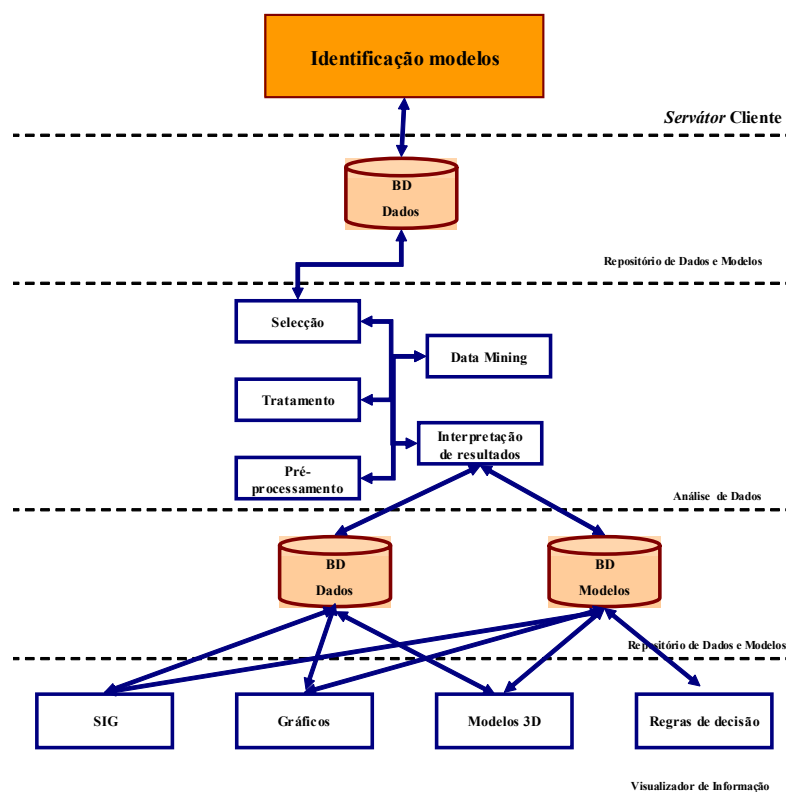 Identificação modelos
Servátor Cliente
BD
Dados
Repositório de Dados e Modelos
Selecção
Data Mining
Tratamento
Interpretação
de resultados
Pré-
processamento
Análise de Dados
BD
Dados
BD
Modelos
Repositório de Dados e Modelos
SIG
Gráficos
Modelos 3D
Regras de decisão
Visualizador de Informação